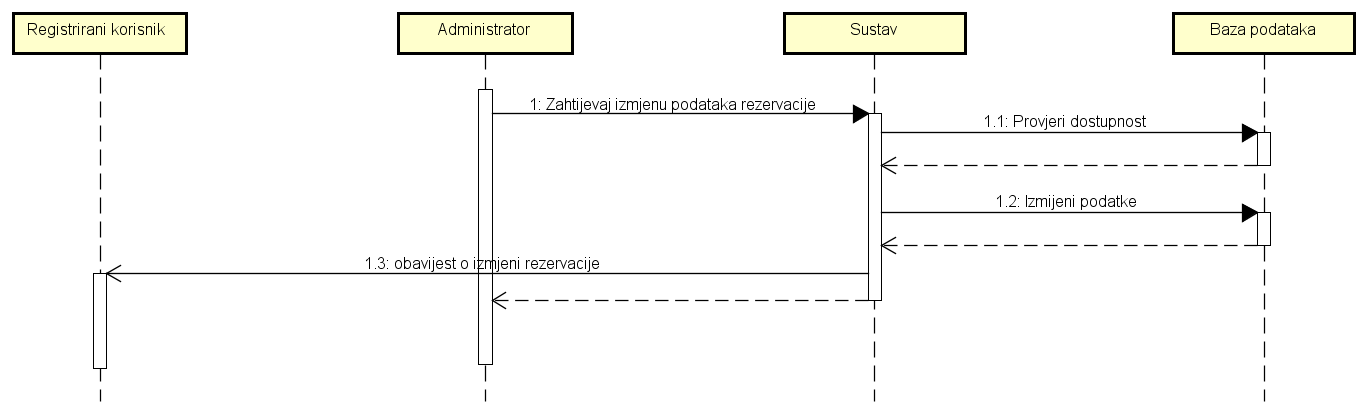 Registrirani korisnik
Administrator
Sustav
Baza podataka
1: Zahtijevaj izmjenu podataka rezervacije
1.1: Provjeri dostupnost
1.2: Izmijeni podatke
1.3: obavijest o izmjeni rezervacije